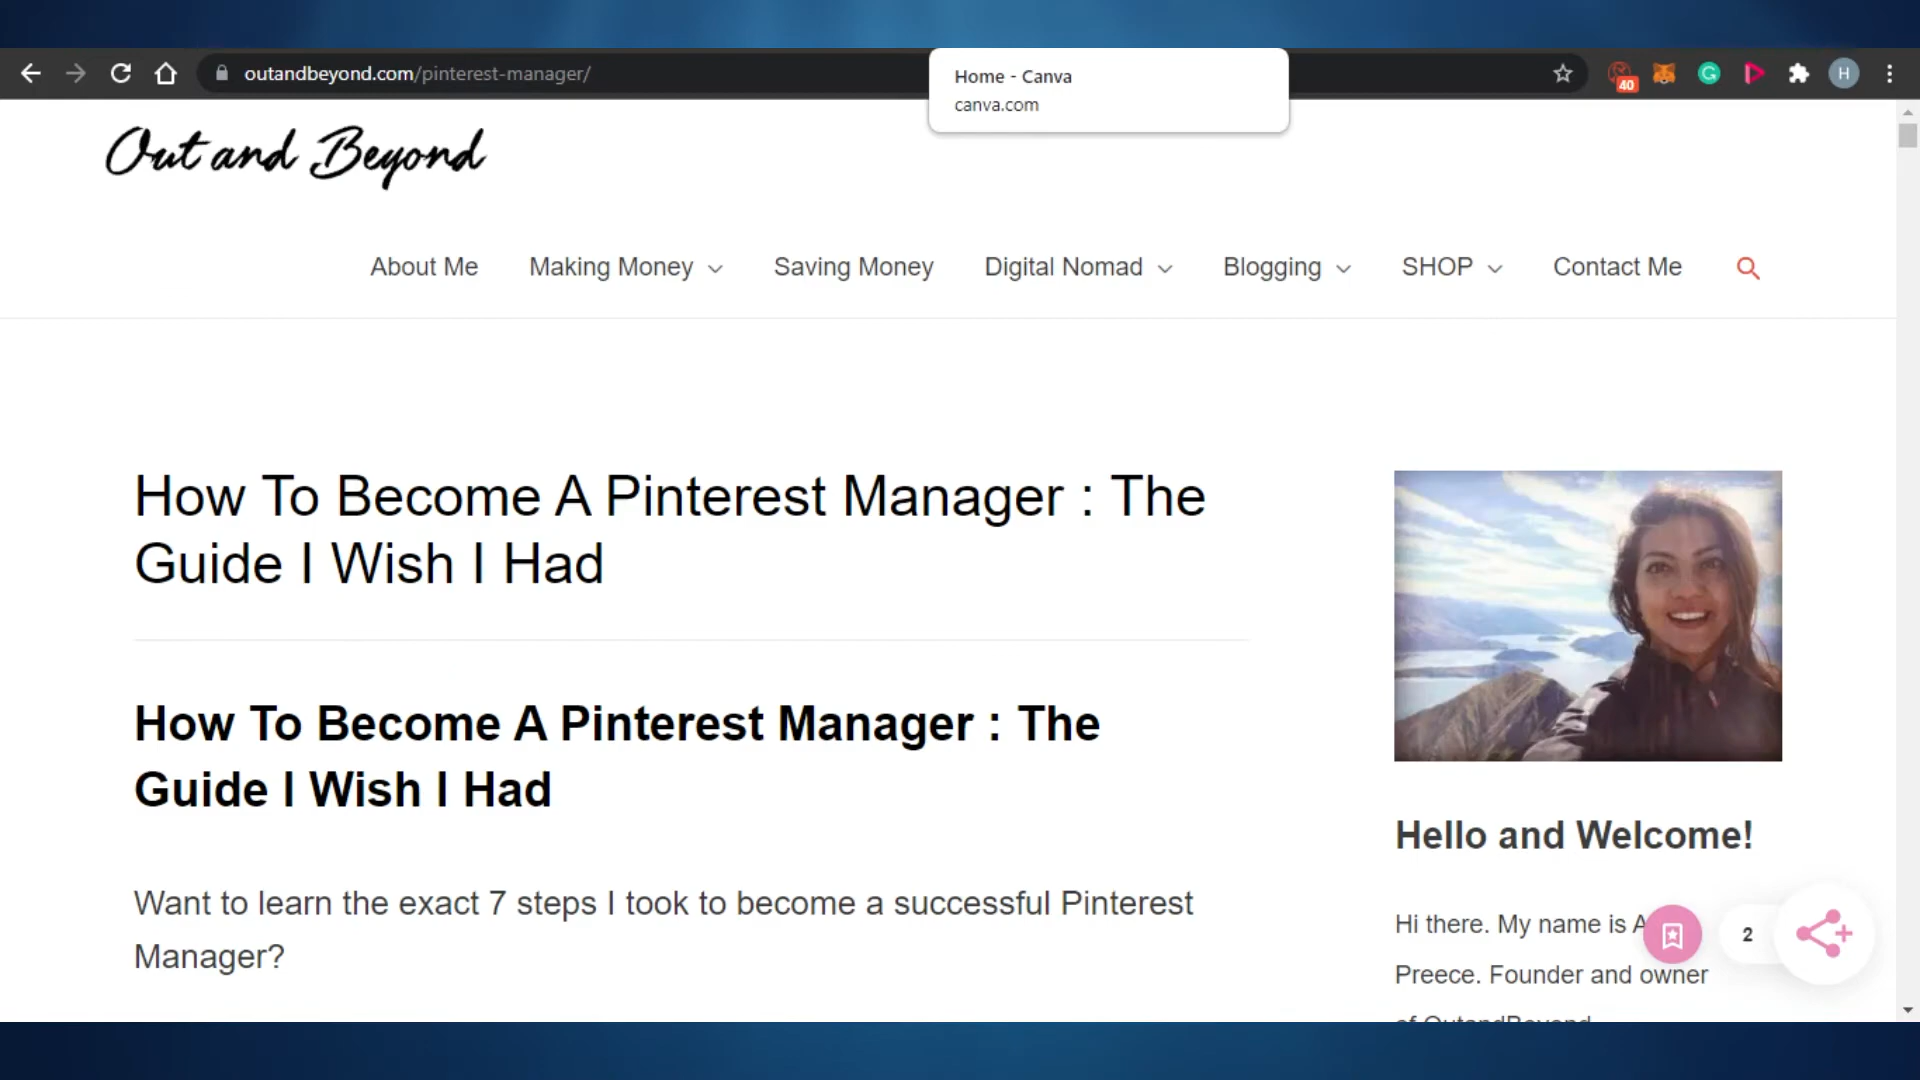 outandbeyond.com/pinterest-manager/
Home - Canva
canva.com
40
H
Out and Beyond
About Me
Making Money
Saving Money
Digital Nomad
Blogging
SHOP
Contact Me
How To Become A Pinterest Manager : The
Guide I Wish I Had
How To Become A Pinterest Manager : The
Guide I Wish I Had
Want to learn the exact 7 steps I took to become a successful Pinterest
Manager?
Hello and Welcome!
Hi there. My name is
2
Preece. Founder and owner